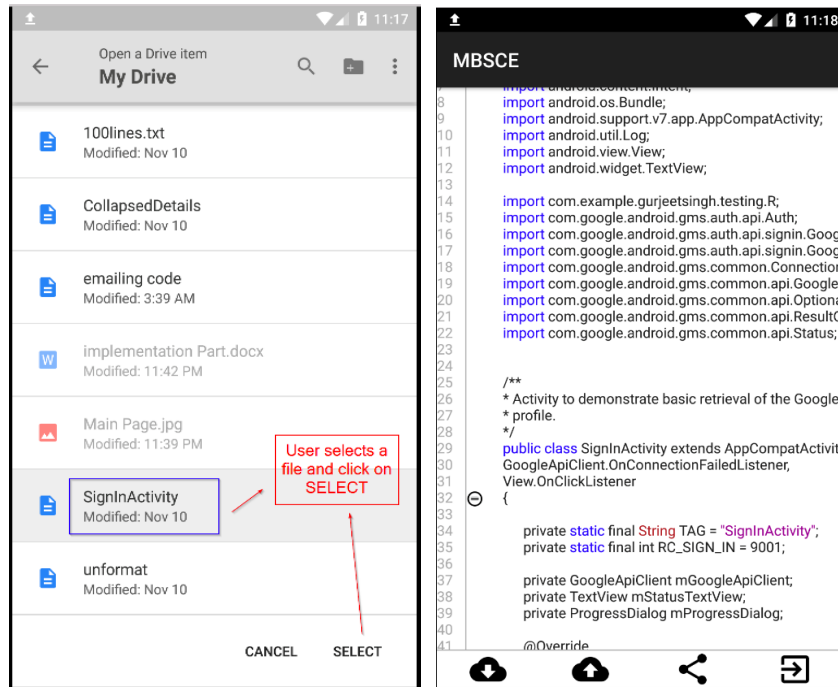 11:17
Open a Drive item
My Drive
100lines.txt
Modified: Nov 10
CollapsedDetails
Modified: Nov 10
emailing code
Modified: 3:39 AM
W
implementation Part.docx
Modified: 11:42 PM
Main Page.jpg
Modified: 11:39 PM
User selects a
file and click on
SELECT
SignInActivity
Modified: Nov 10
unformat
Modified: Nov 10
CANCEL
SELECT
11:18
MBSCE
7 import android.content.Intent;
8 import android.os.Bundle;
9 import android.support.v7.app.AppCompatActivity;
10 import android.util.Log;
11 import android.view.View;
12 import android.widget.TextView;
13
14 import com.example.gurjeetsingh.testing.R;
15 import com.google.android.gms.auth.api.Auth;
16 import com.google.android.gms.auth.api.signin.Goog
17 import com.google.android.gms.auth.api.signin.Goog
18 import com.google.android.gms.common.Connection
19 import com.google.android.gms.common.api.Google
20 import com.google.android.gms.common.api.Optiona
21 import com.google.android.gms.common.api.ResultC
22 import com.google.android.gms.common.api.Status;
23
24
25 /**
26 * Activity to demonstrate basic retrieval of the Google
27 * profile.
28 */
29 public class SignInActivity extends AppCompatActivit
30 GoogleApiClient.OnConnectionFailedListener,
31 View.OnClickListener
32 {
33
34 private static final String TAG = "SignInActivity";
35 private static final int RC_SIGN_IN = 9001;
36
37 private GoogleApiClient mGoogleApiClient;
38 private TextView mStatusTextView;
39 private ProgressDialog mProgressDialog;
40
41 @Override